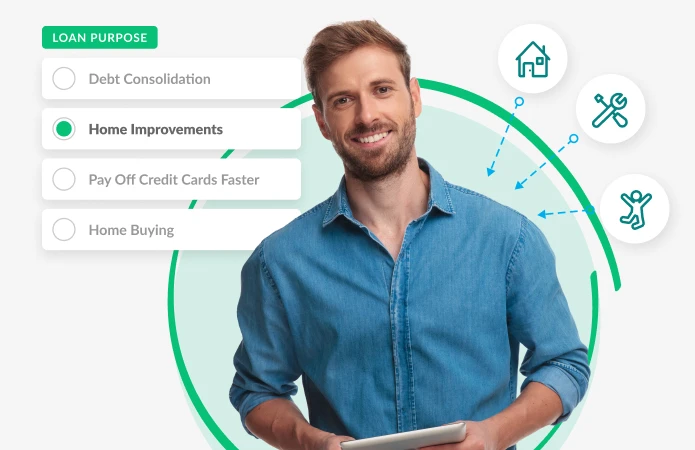 LOAN PURPOSE
Debt Consolidation
Home Improvements
Pay Off Credit Cards Faster
Home Buying